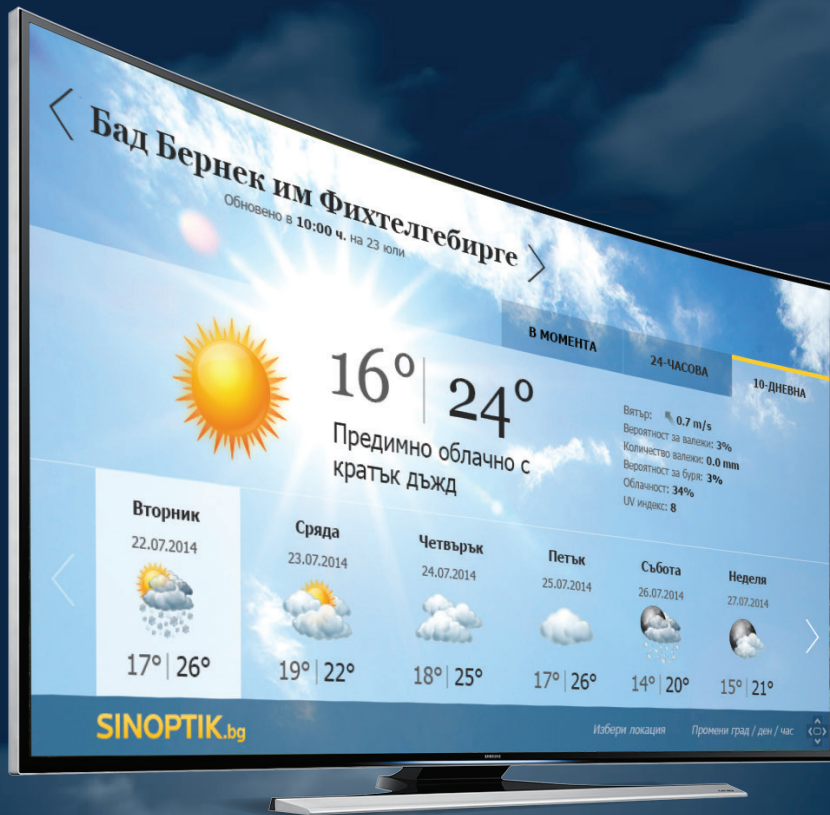 Бад Бернек им Фихтелгебирге
Обновено в 10:00 ч. на 23 юли
В МОМЕНТА
24-ЧАСОВА
10-ДНЕВНА
16° 24°
Предимно облачно с
кратък дъжд
Вятър: 0.7 m/s
Вероятност за валежи: 3%
Количество валежи: 0.0 mm
Вероятност за буря: 3%
Облачност: 34%
UV индекс: 8
Вторник
22.07.2014
17° 26°
Сряда
23.07.2014
19° 22°
Четвърък
24.07.2014
18° 25°
Петък
25.07.2014
17° 26°
Събота
26.07.2014
14° 20°
Неделя
27.07.2014
15° 21°
SINOPTIK.bg
Избери локация
Промени град / ден / час
SAMSUNG